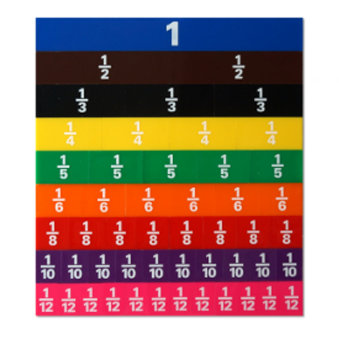 1
1/2 1/2
1/3 1/3 1/3
1/4 1/4 1/4 1/4
1/5 1/5 1/5 1/5 1/5
1/6 1/6 1/6 1/6 1/6 1/6
1/8 1/8 1/8 1/8 1/8 1/8 1/8 1/8
1/10 1/10 1/10 1/10 1/10 1/10 1/10 1/10 1/10 1/10
1/12 1/12 1/12 1/12 1/12 1/12 1/12 1/12 1/12 1/12 1/12 1/12